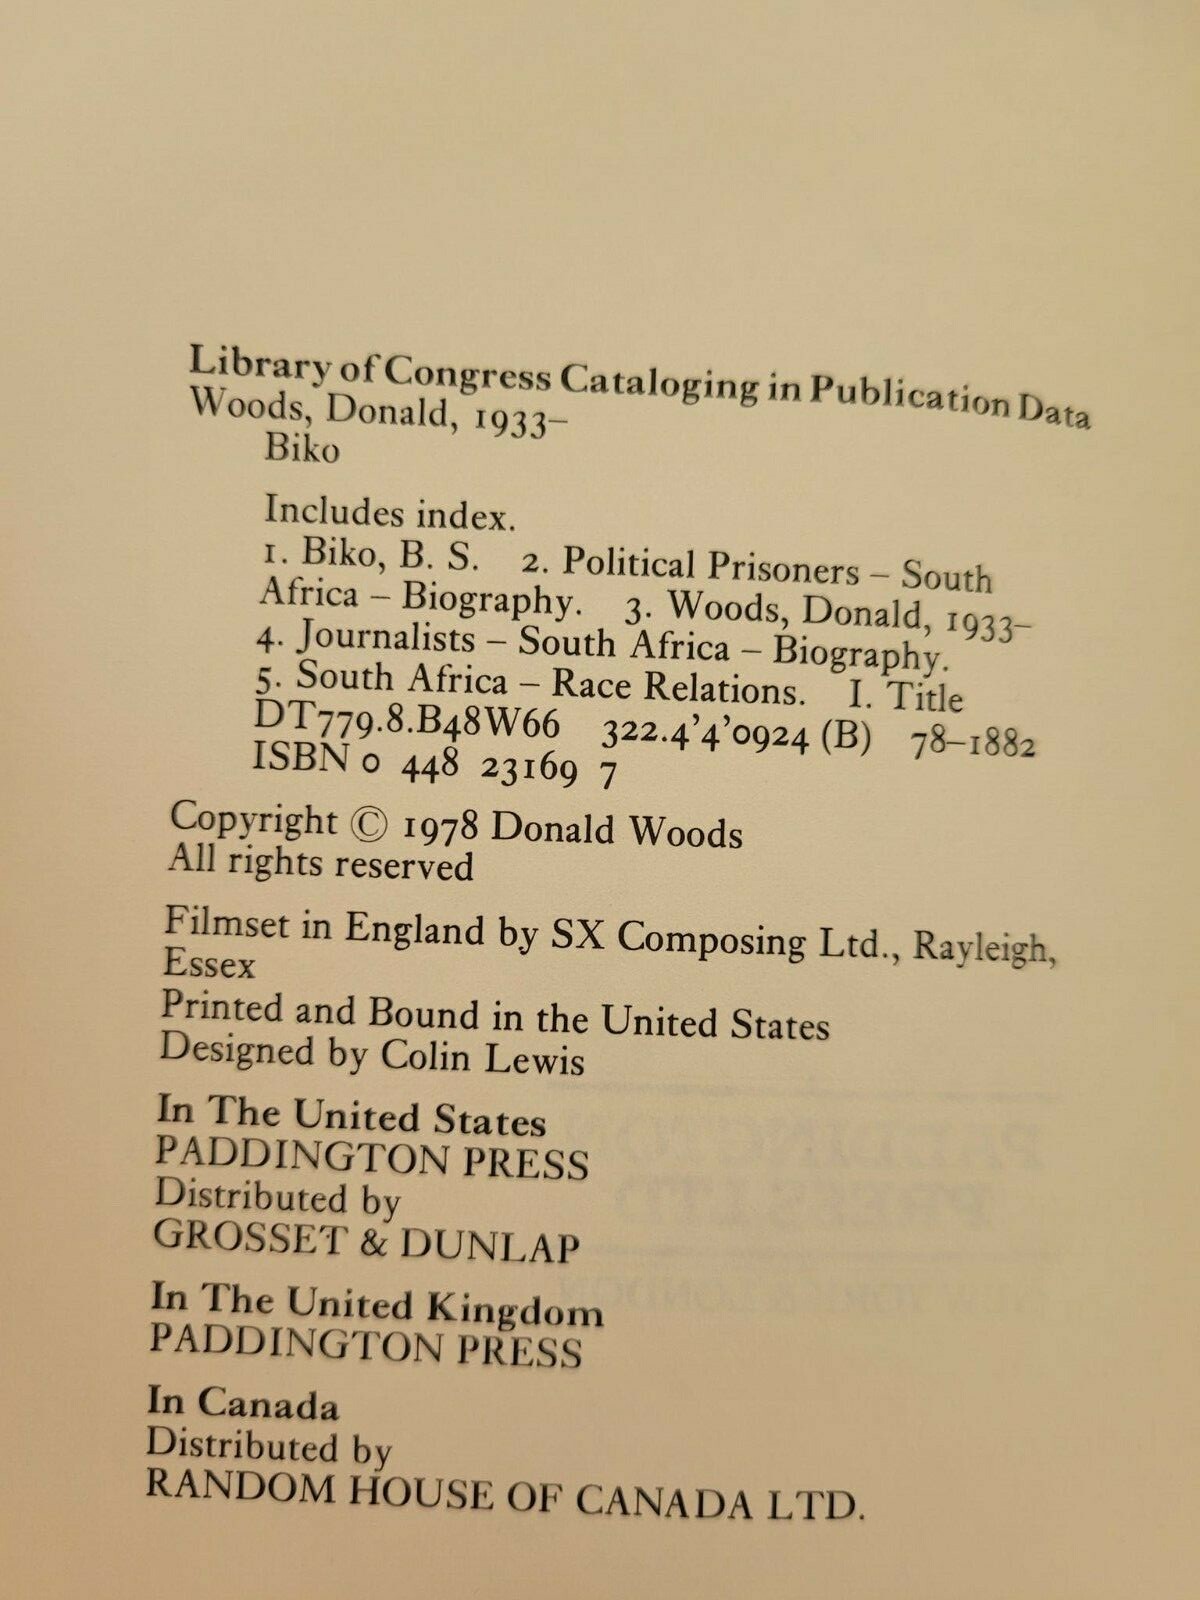 Library of Congress Cataloging in Publication Data
Woods, Donald, 1933–
Biko
Includes index.
1. Biko, B. S. 2. Political Prisoners – South
Africa – Biography. 3. Woods, Donald, 1933–
4. Journalists – South Africa – Biography.
5. South Africa – Race Relations. I. Title
DT779.8.B48W66 322.4’4’0924 (B) 78–1882
ISBN 0 448 23169 7
Copyright © 1978 Donald Woods
All rights reserved
Filmset in England by SX Composing Ltd., Rayleigh,
Essex
Printed and Bound in the United States
Designed by Colin Lewis
In The United States
PADDINGTON PRESS
Distributed by
GROSSET & DUNLAP
In The United Kingdom
PADDINGTON PRESS
In Canada
Distributed by
RANDOM HOUSE OF CANADA LTD.